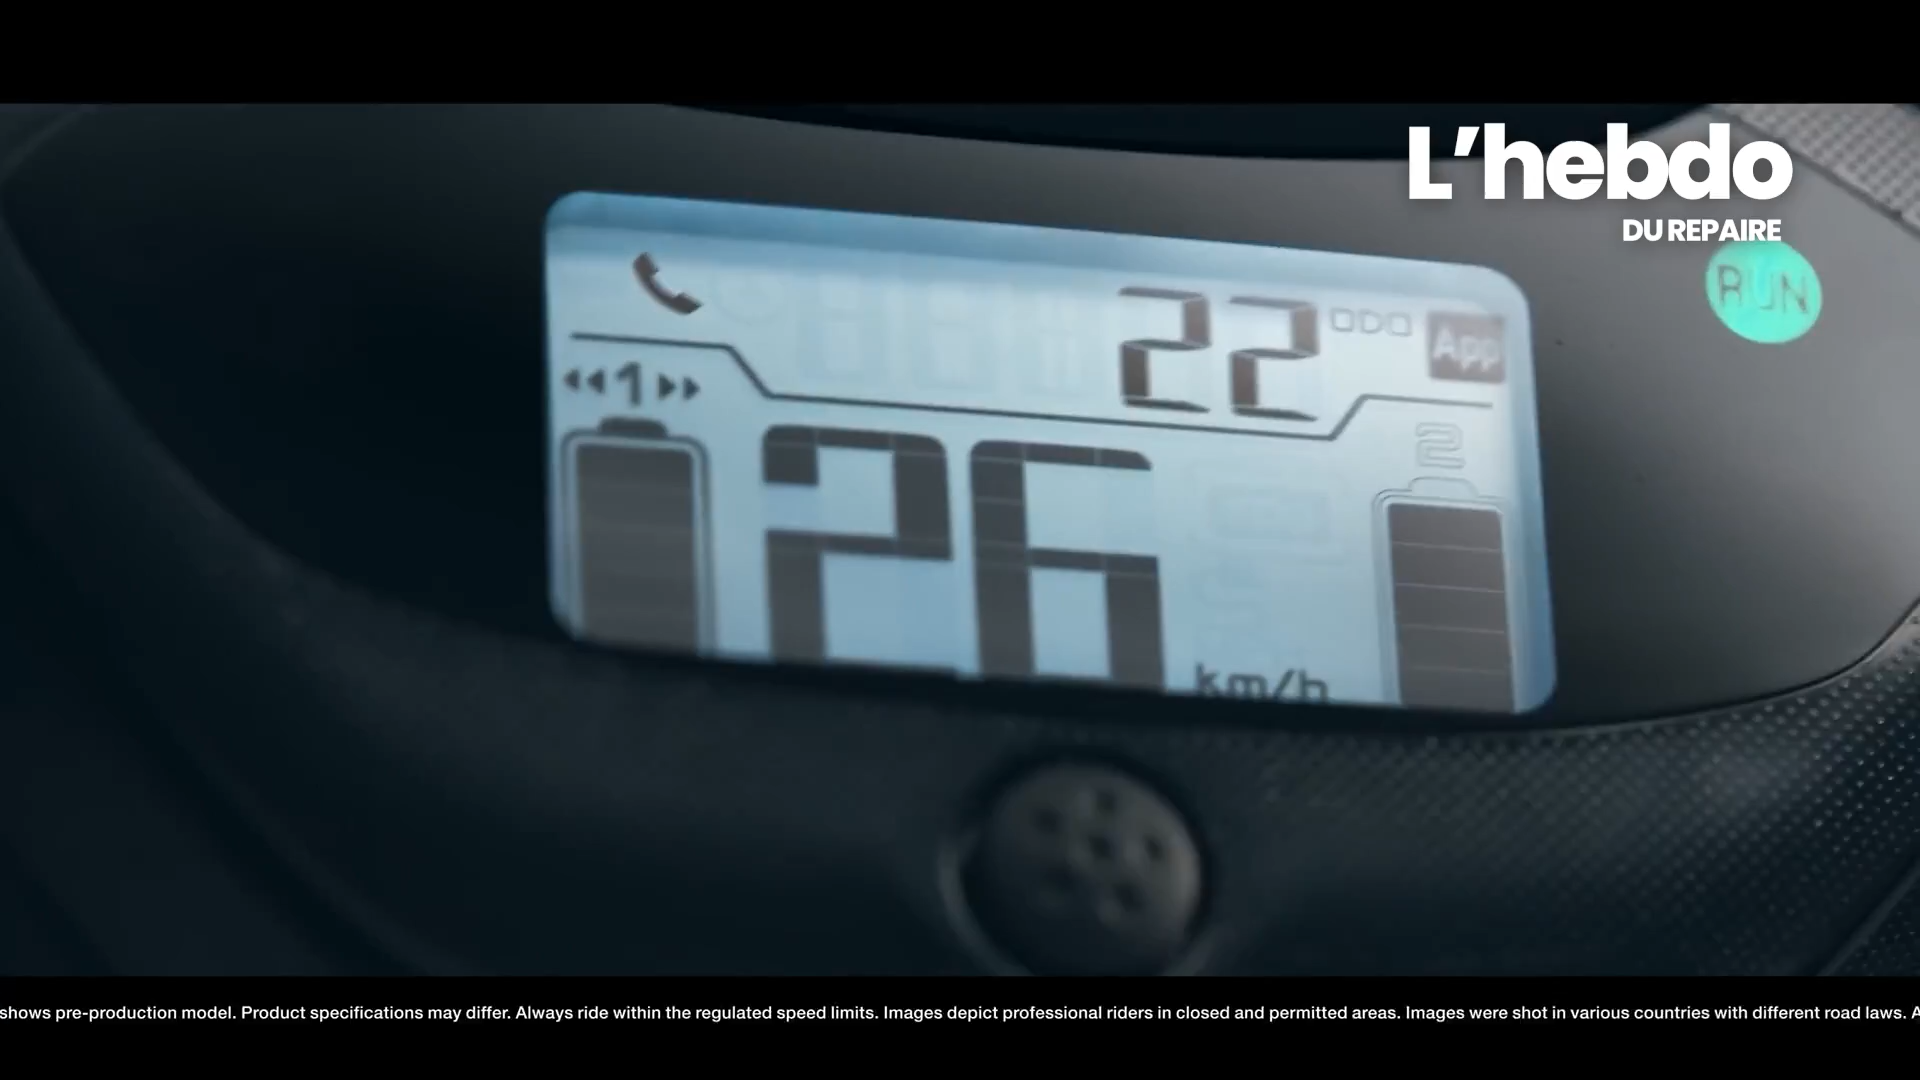 L'hebdo
DU REPAIRE
RUN
22
App
1
2
26
km/h
shows pre-production model. Product specifications may differ. Always ride within the regulated speed limits. Images depict professional riders in closed and permitted areas. Images were shot in various countries with different road laws. A